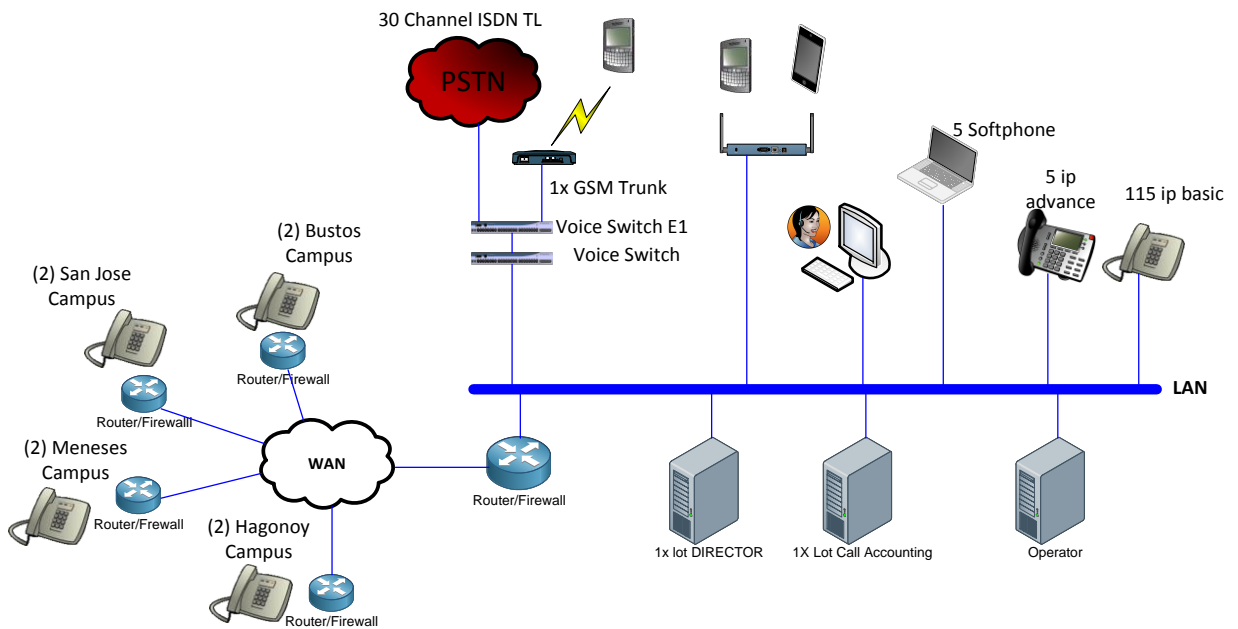 30 Channel ISDN TL
PSTN
1x GSM Trunk
Voice Switch E1
Voice Switch
5 Softphone
5 ip
advance
115 ip basic
(2) Bustos
Campus
(2) San Jose
Campus
Router/Firewall
Router/Firewalll
(2) Meneses
Campus
Router/Firewall
(2) Hagonoy
Campus
Router/Firewall
WAN
Router/Firewall
LAN
1x lot DIRECTOR
1X Lot Call Accounting
Operator